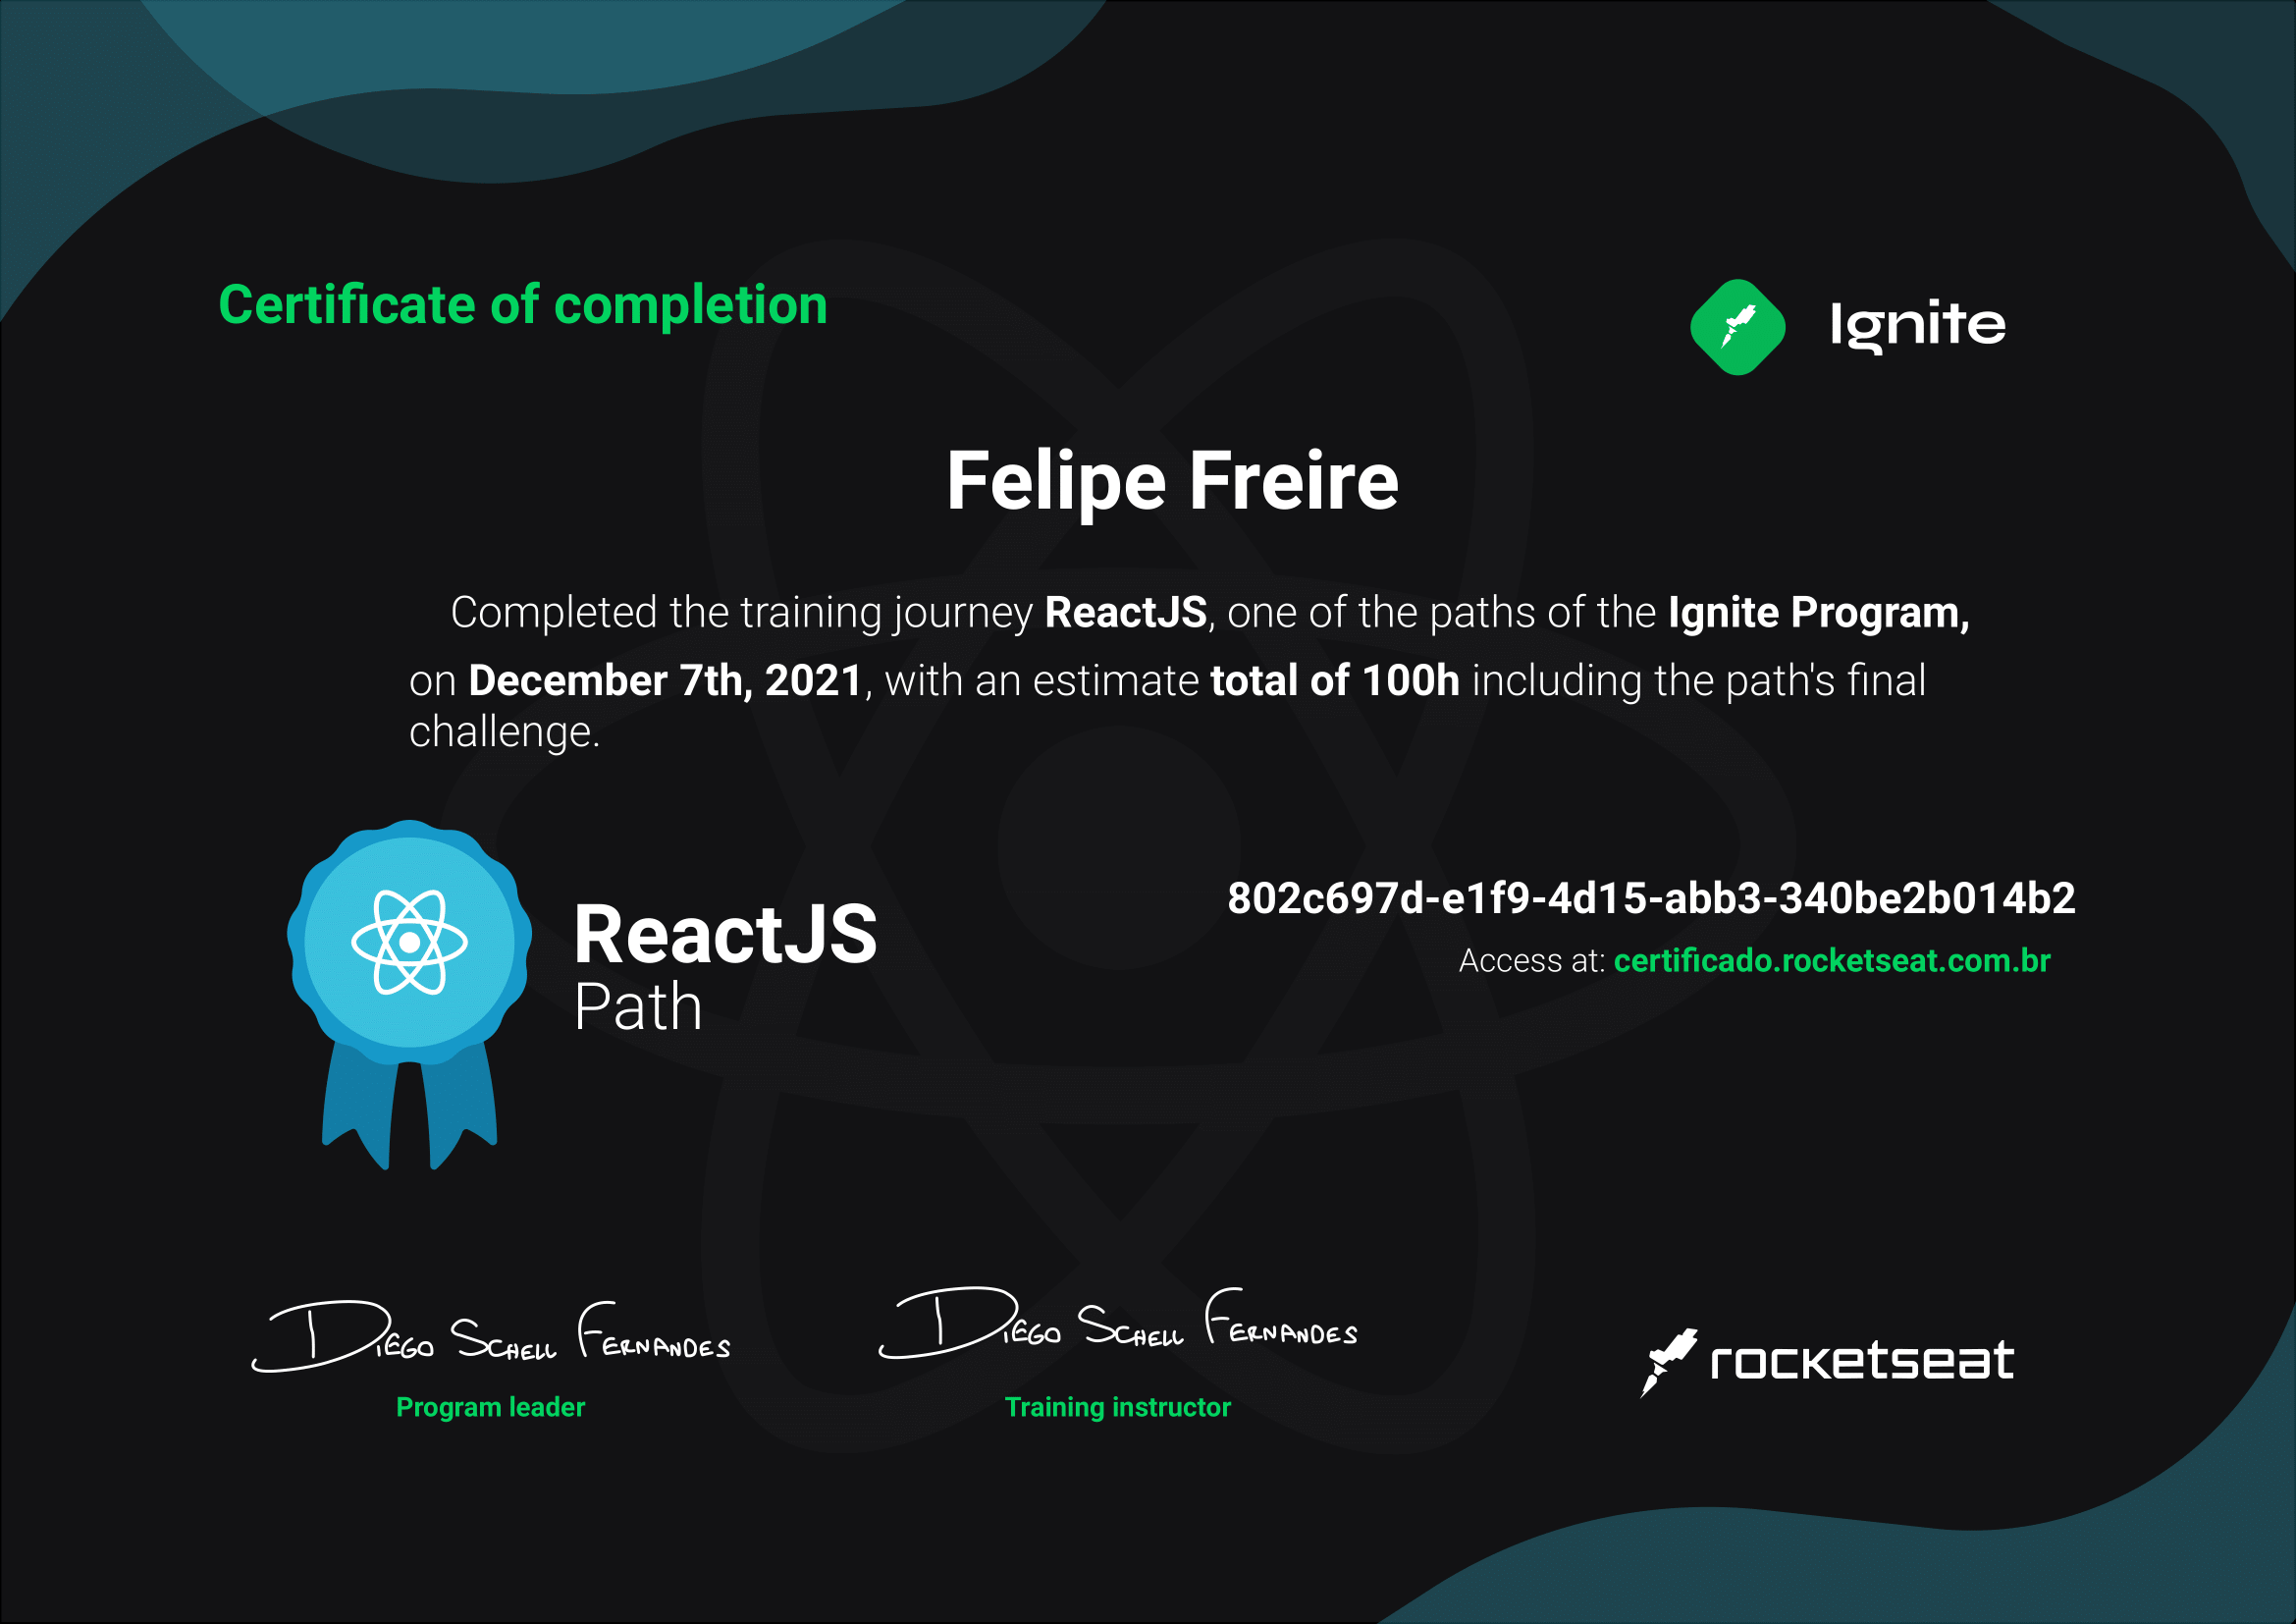 Certificate of completion
Ignite
Felipe Freire
Completed the training journey ReactJS, one of the paths of the Ignite Program,
on December 7th, 2021, with an estimate total of 100h including the path's final
challenge.
ReactJS
Path
802c697d-e1f9-4d15-abb3-340be2b014b2
Access at: certificado.rocketseat.com.br
Diego Schell Fernandes
Program leader
Diego Schell Fernandes
Training instructor
rocketseat